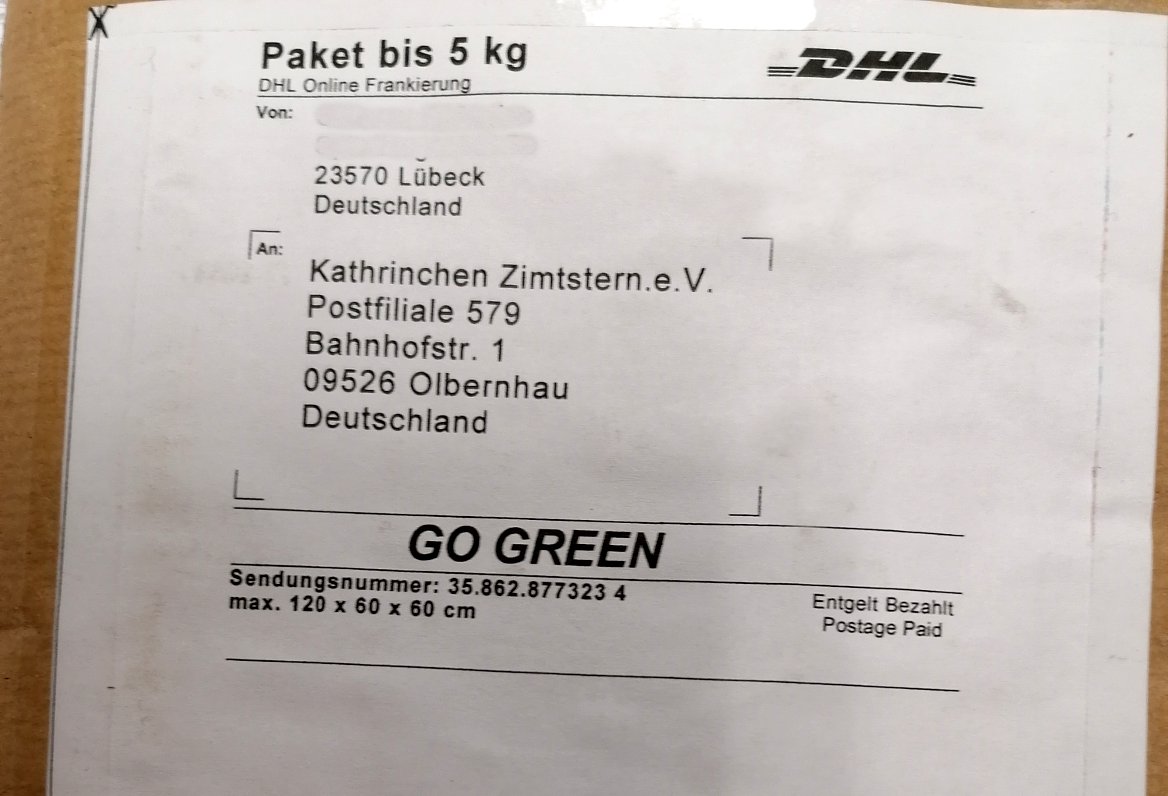 Paket bis 5 kg
DHL
DHL Online Frankierung
Von:
23570 Lübeck
Deutschland
An:
Kathrinchen Zimtstern.e.V.
Postfiliale 579
Bahnhofstr. 1
09526 Olbernhau
Deutschland
GO GREEN
Sendungsnummer: 35.862.877323 4
max. 120 x 60 x 60 cm
Entgelt Bezahlt
Postage Paid